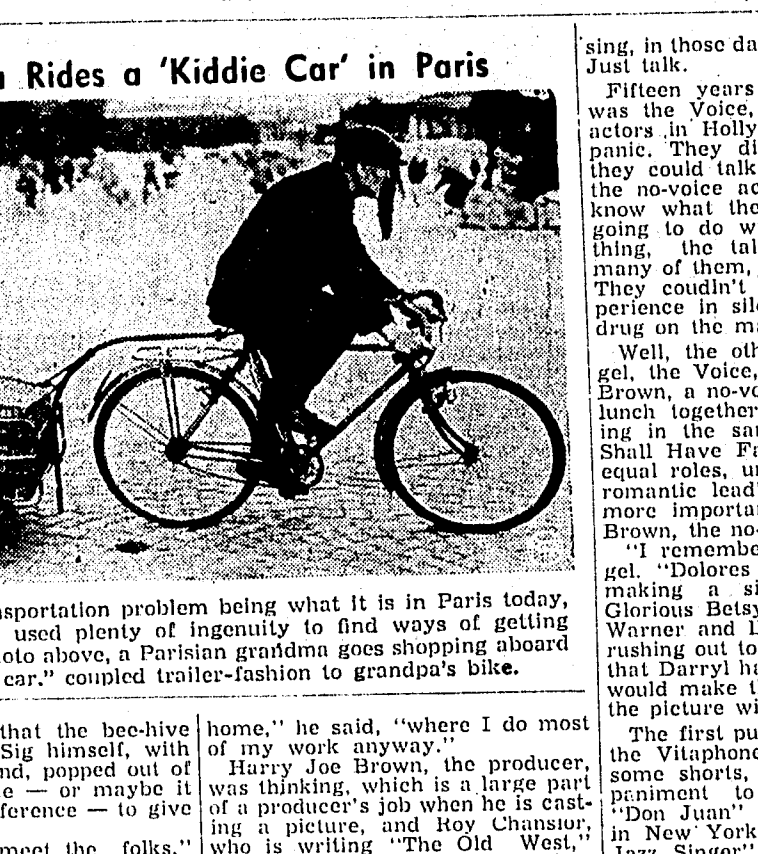 Rides a 'Kiddie Car' in Paris
nsportation problem being what it is in Paris today,
used plenty of ingenuity to find ways of getting
oto above, a Parisian grandma goes shopping aboard
car." coupled trailer-fashion to grandpa's bike.
that the bee-hive
Sig himself, with
nd, popped out of
e — or maybe it
ference — to give
meet the folks."
home," he said, "where I do most
of my work anyway."
Harry Joe Brown, the producer,
was thinking, which is a large part
of a producer's job when he is cast-
ing a picture, and Roy Chanslor,
who is writing "The Old West,"
sing, in those da
Just talk.
Fifteen years
was the Voice,
actors in Holly
panic. They di
they could talk
the no-voice ac
know what the
going to do w
thing, the tal
many of them,
They coudln't
perience in sile
drug on the ma
Well, the oth
gel, the Voice,
Brown, a no-vo
lunch together
ing in the sam
Shall Have Fa
equal roles, un
romantic lead
more importan
Brown, the no-
"I remembe
gel. "Dolores
making a si
Glorious Betsy
Warner and D
rushing out to
that Darryl ha
would make t
the picture wi
The first pu
the Vitaphone
some shorts,
paniment to
"Don Juan"
in New York
Jazz Singer"